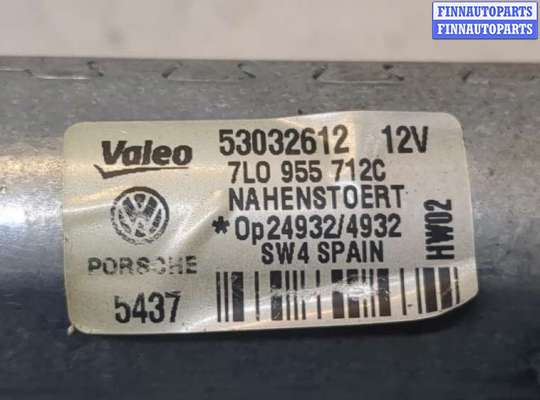 FINNAUTOPARTS
FINNAUTOPARTS
Valeo 53032612 12V
7L0 955 712C
NAHENSTOERT
*Op24932/4932
SW4 SPAIN
HW02
PORSCHE
5437